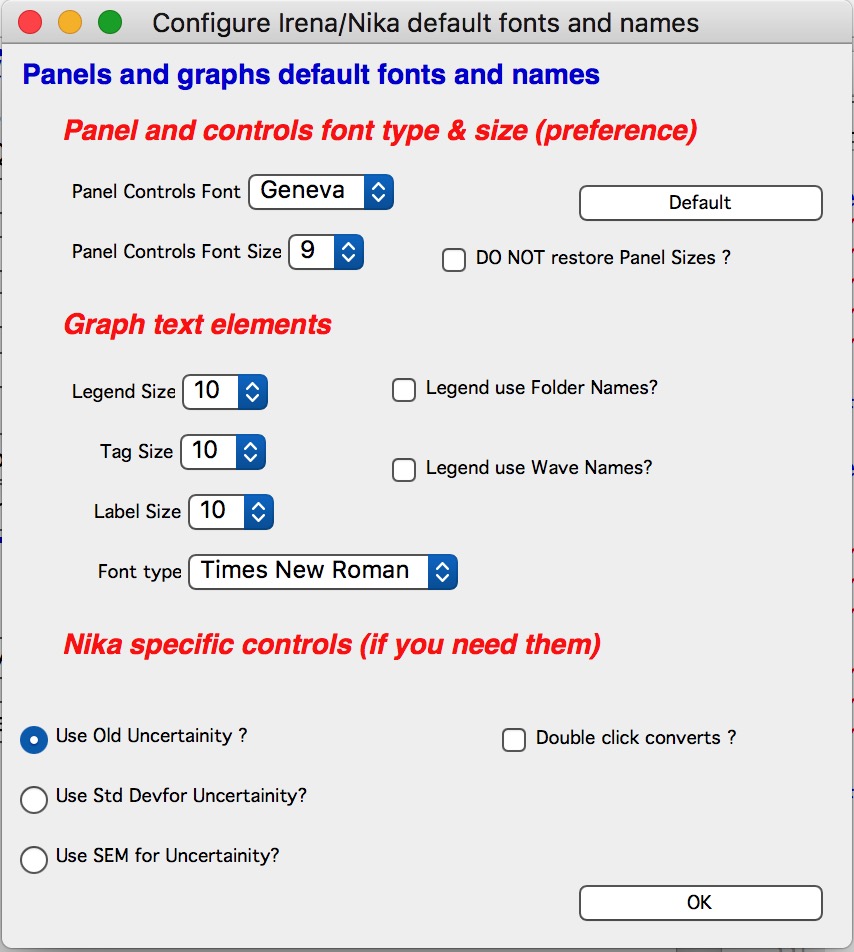 Configure Irena/Nika default fonts and names
Panels and graphs default fonts and names
Panel and controls font type & size (preference)
Panel Controls Font Geneva
Default
Panel Controls Font Size 9
DO NOT restore Panel Sizes ?
Graph text elements
Legend Size 10
Legend use Folder Names?
Tag Size 10
Legend use Wave Names?
Label Size 10
Font type Times New Roman
Nika specific controls (if you need them)
Use Old Uncertainity ?
Double click converts ?
Use Std Devfor Uncertainity?
Use SEM for Uncertainity?
OK